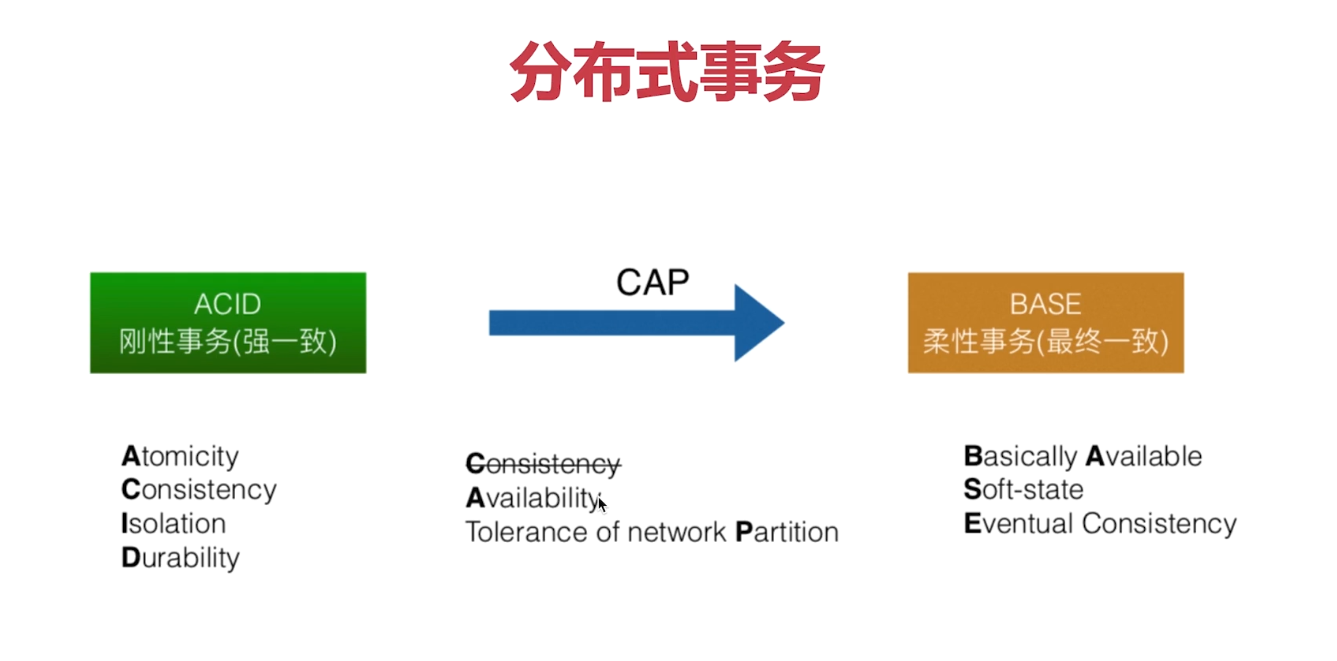 分布式事务
ACID
刚性事务(强一致)
CAP
BASE
柔性事务(最终一致)
Atomicity
Consistency
Isolation
Durability
Consistency
Availability
Tolerance of network Partition
Basically Available
Soft-state
Eventual Consistency